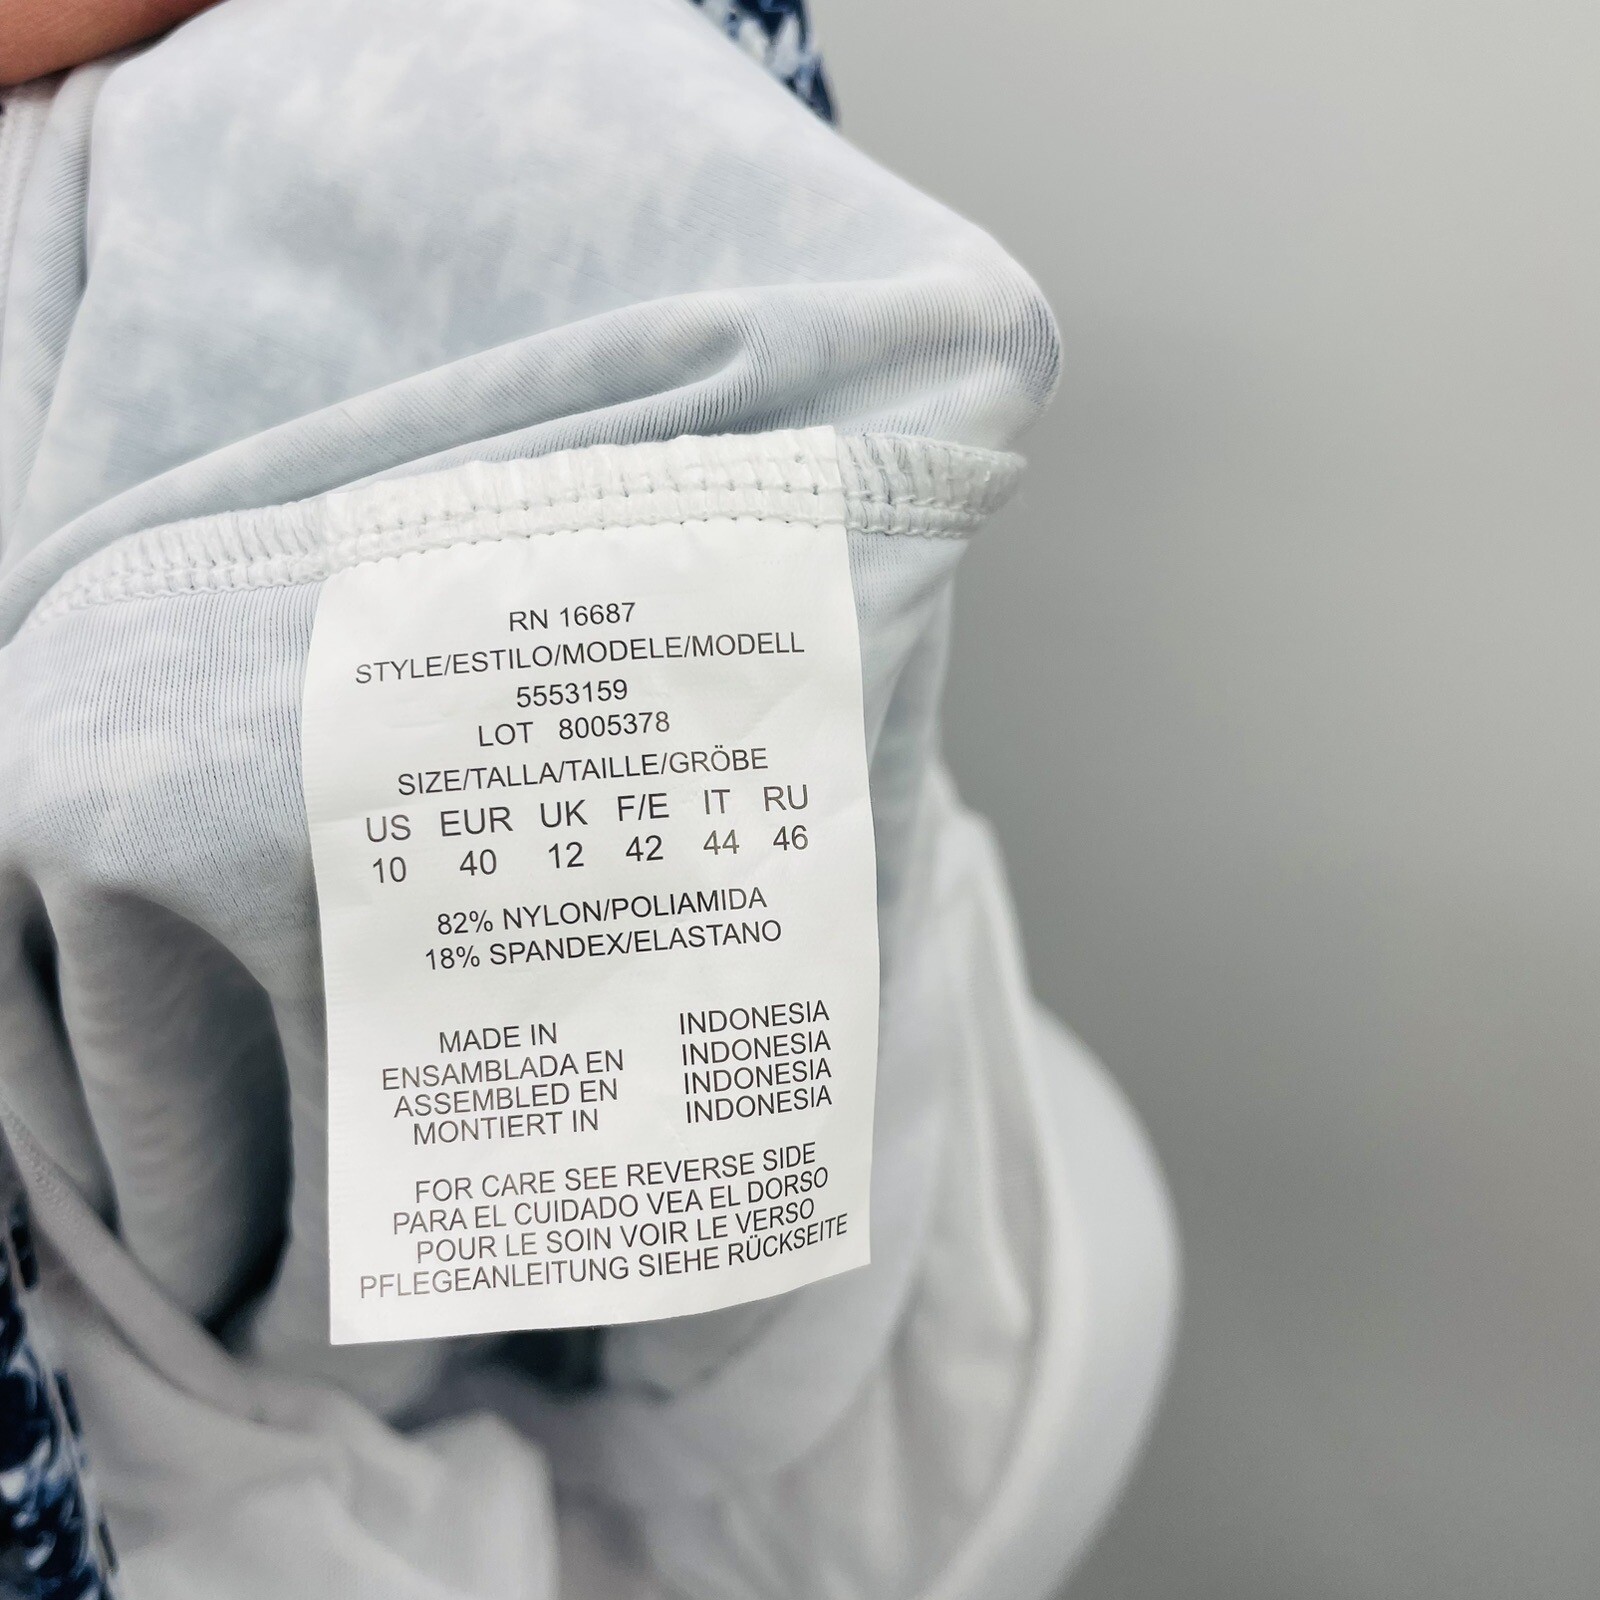 RN 16687
STYLE/ESTILO/MODELE/MODELL
5553159
LOT 8005378
SIZE/TALLA/TAILLE/GRÖBE
US EUR UK F/E IT RU
10 40 12 42 44 46
82% NYLON/POLIAMIDA
18% SPANDEX/ELASTANO
MADE IN INDONESIA
ENSAMBLADA EN INDONESIA
ASSEMBLED EN INDONESIA
MONTIERT IN INDONESIA
FOR CARE SEE REVERSE SIDE
PARA EL CUIDADO VEA EL DORSO
POUR LE SOIN VOIR LE VERSO
PFLEGEANLEITUNG SIEHE RÜCKSEITE